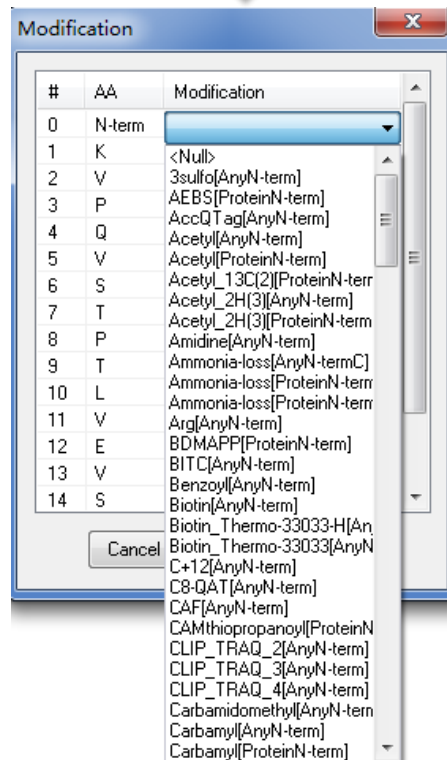 Modification
x
# AA Modification
0 N-term
1 K
2 V
3 P
4 Q
5 V
6 S
7 T
8 P
9 T
10 L
11 V
12 E
13 V
14 S
Cancel
<Null>
3sulfo[AnyN-term]
AEBS[ProteinN-term]
AccQTag[AnyN-term]
Acetyl[AnyN-term]
Acetyl[ProteinN-term]
Acetyl_13C(2)[ProteinN-terr
Acetyl_2H(3)[AnyN-term]
Acetyl_2H(3)[ProteinN-term
Amidine[AnyN-term]
Ammonia-loss[AnyN-termC]
Ammonia-loss[ProteinN-term
Ammonia-loss[ProteinN-term
Arg[AnyN-term]
BDMAPP[ProteinN-term]
BITC[AnyN-term]
Benzoyl[AnyN-term]
Biotin[AnyN-term]
Biotin_Thermo-33033-H[An
Biotin_Thermo-33033[AnyN
C+12[AnyN-term]
C8-QAT[AnyN-term]
CAF[AnyN-term]
CAMthiopropanoyl[ProteinN
CLIP_TRAQ_2[AnyN-term]
CLIP_TRAQ_3[AnyN-term]
CLIP_TRAQ_4[AnyN-term]
Carbamidomethyl[AnyN-tern
Carbamyl[AnyN-term]
Carbamyl[ProteinN-term]